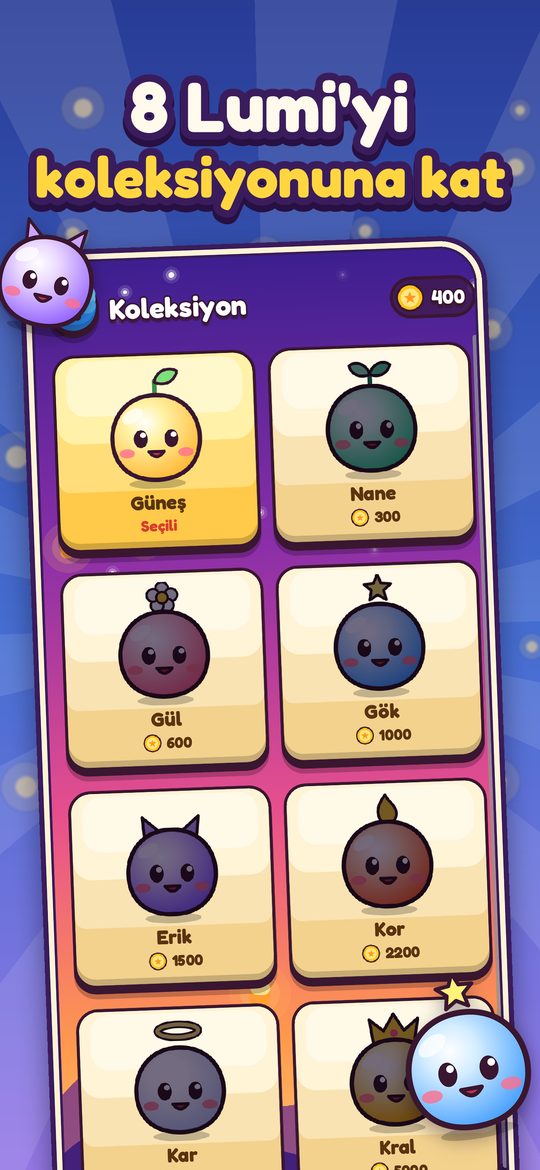 8 Lumi'yi
koleksiyonuna kat
Koleksiyon
400
Güneş
Seçili
Nane
300
Gül
600
Gök
1000
Erik
1500
Kor
2200
Kar
Kral
5000